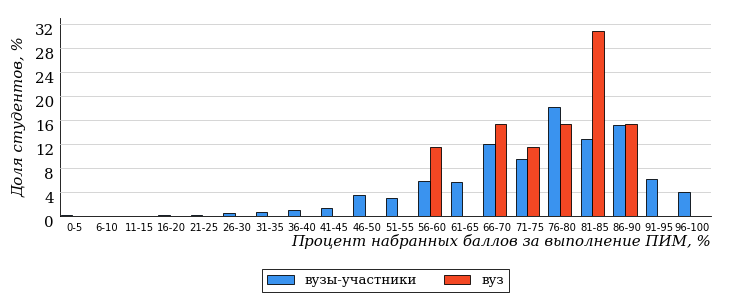 Доля студентов, %
32
28
24
20
16
12
8
4
0
0-5 6-10 11-15 16-20 21-25 26-30 31-35 36-40 41-45 46-50 51-55 56-60 61-65 66-70 71-75 76-80 81-85 86-90 91-95 96-100
Процент набранных баллов за выполнение ПИМ, %
вузы-участники вуз